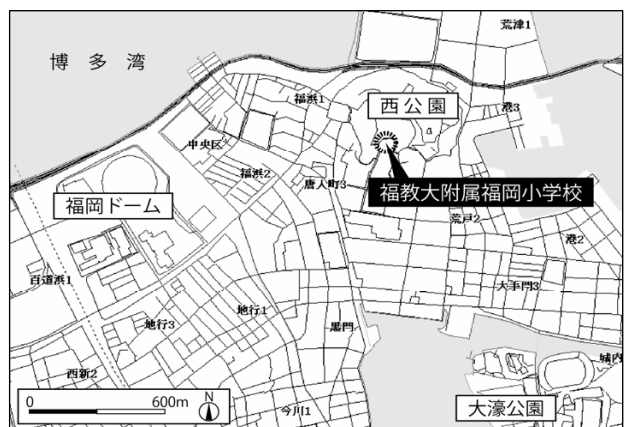 荒津1
博多湾
福浜1
西公園
港3
中央区
福浜2
唐人町3
福教大附属福岡小学校
福岡ドーム
荒戸2
港2
百道浜1
大手門3
地行1
地行3
黒門
城内
西新2
0 600m
N
今川1
大濠公園